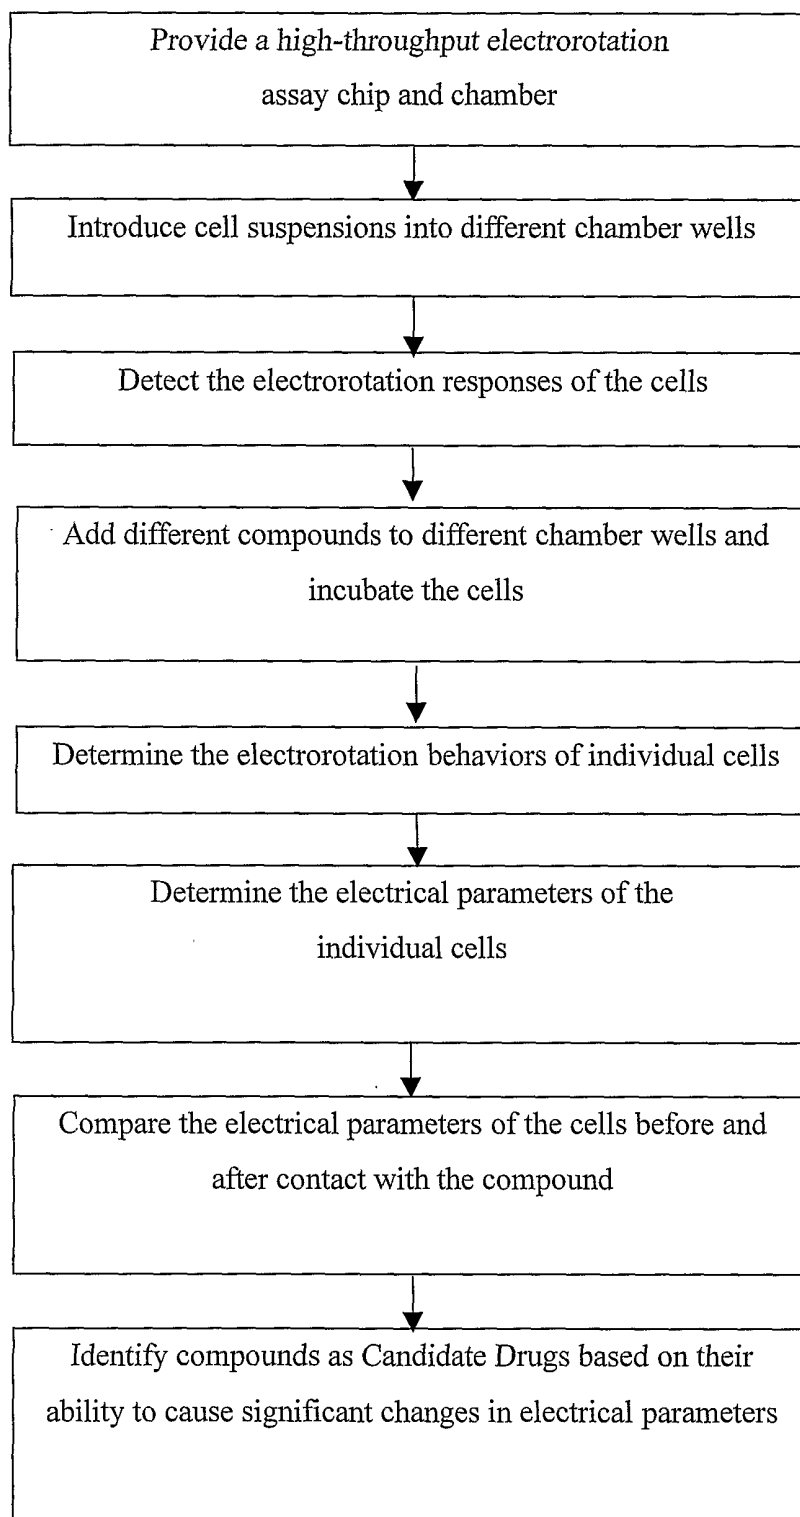 Provide a high-throughput electrorotation
assay chip and chamber
Introduce cell suspensions into different chamber wells
Detect the electrorotation responses of the cells
Add different compounds to different chamber wells and
incubate the cells
Determine the electrorotation behaviors of individual cells
Determine the electrical parameters of the
individual cells
Compare the electrical parameters of the cells before and
after contact with the compound
Identify compounds as Candidate Drugs based on their
ability to cause significant changes in electrical parameters